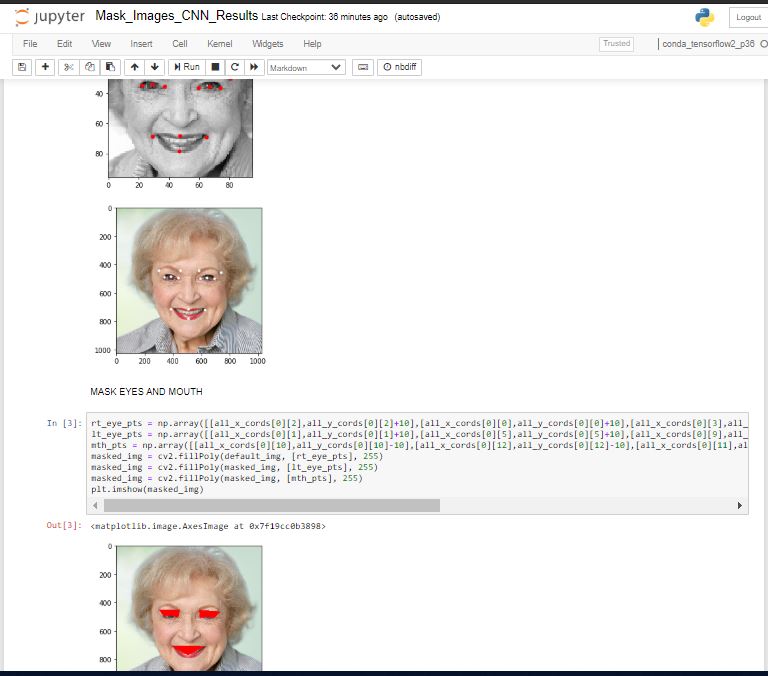 jupyter Mask_Images_CNN_Results Last Checkpoint: 36 minutes ago (autosaved)
Logout
File Edit View Insert Cell Kernel Widgets Help
Trusted
conda_tensorflow2_p36
Run
Markdown
nbdiff
40
60
80
0 20 40 60 80
0
200
400
600
800
1000
0 200 400 600 800 1000
MASK EYES AND MOUTH
In [3]:
rt_eye_pts = np.array([[all_x_cords[0][2],all_y_cords[0][2]+10],[all_x_cords[0][0],all_y_cords[0][0]+10],[all_x_cords[0][3],all_
lt_eye_pts = np.array([[all_x_cords[0][1],all_y_cords[0][1]+10],[all_x_cords[0][5],all_y_cords[0][5]+10],[all_x_cords[0][9],all_
mth_pts = np.array([[all_x_cords[0][10],all_y_cords[0][10]-10],[all_x_cords[0][12],all_y_cords[0][12]-10],[all_x_cords[0][11],al
masked_img = cv2.fillPoly(default_img, [rt_eye_pts], 255)
masked_img = cv2.fillPoly(masked_img, [lt_eye_pts], 255)
masked_img = cv2.fillPoly(masked_img, [mth_pts], 255)
plt.imshow(masked_img)
Out[3]: <matplotlib.image.AxesImage at 0x7f19cc0b3898>
0
200
400
600
800